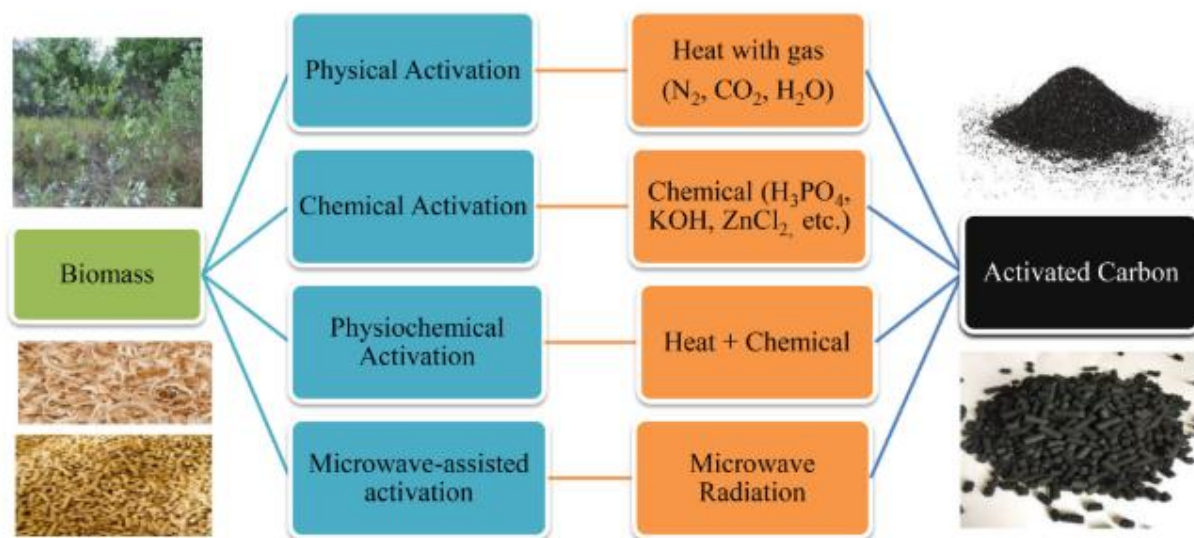 Biomass
Physical Activation
Heat with gas
(N₂, CO₂, H₂O)
Chemical Activation
Chemical (H₃PO₄,
KOH, ZnCl₂, etc.)
Physiochemical
Activation
Heat + Chemical
Microwave-assisted
activation
Microwave
Radiation
Activated Carbon